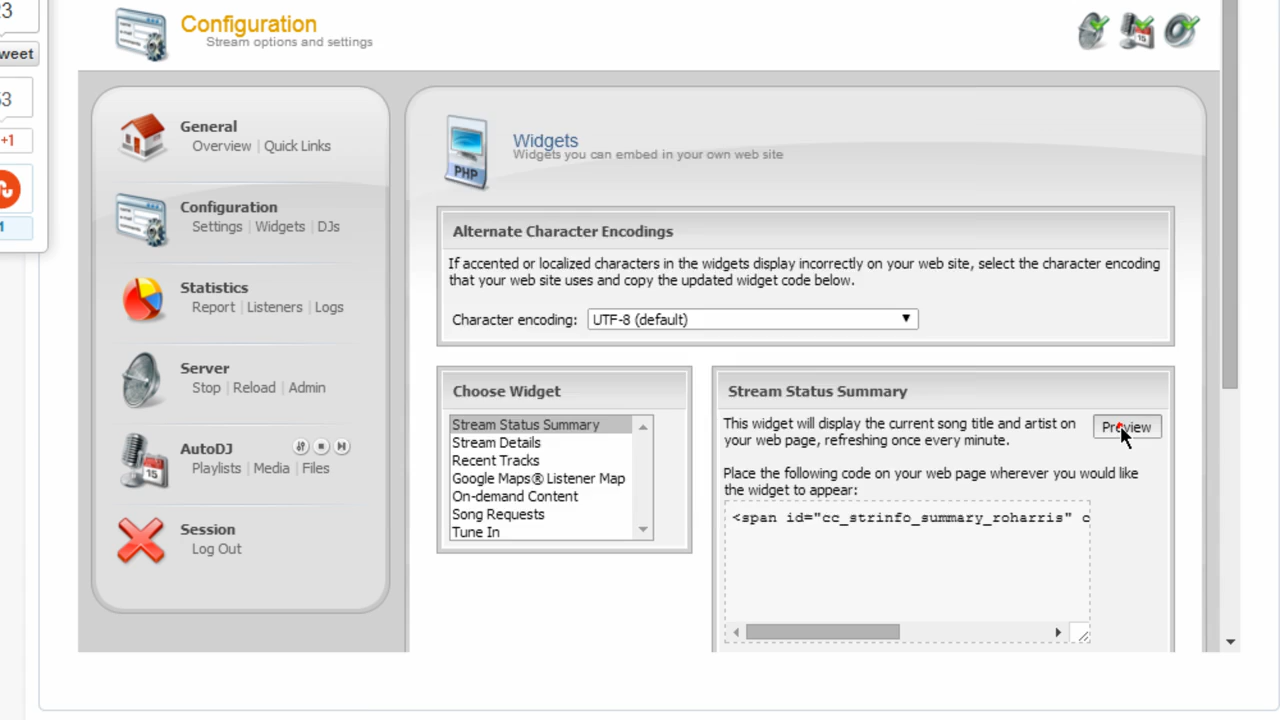 3
weet
53
+1
1
Configuration
Stream options and settings
General
Overview | Quick Links
Configuration
Settings | Widgets | DJs
Statistics
Report | Listeners | Logs
Server
Stop | Reload | Admin
AutoDJ
Playlists | Media | Files
15
Session
Log Out
PHP
Widgets
Widgets you can embed in your own web site
Alternate Character Encodings
If accented or localized characters in the widgets display incorrectly on your web site, select the character encoding
that your web site uses and copy the updated widget code below.
Character encoding: UTF-8 (default)
Choose Widget
Stream Status Summary
Stream Details
Recent Tracks
Google Maps® Listener Map
On-demand Content
Song Requests
Tune In
Stream Status Summary
This widget will display the current song title and artist on
your web page, refreshing once every minute.
Preview
Place the following code on your web page wherever you would like
the widget to appear:
<span id="cc_strinfo_summary_roharris" c